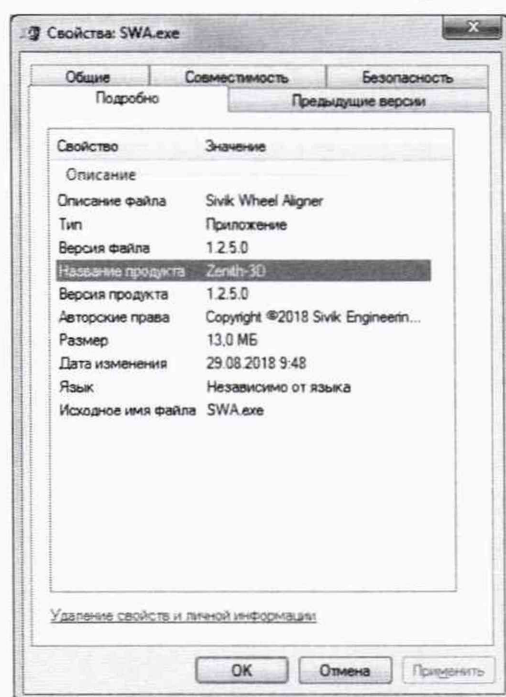 Свойства: SWA.exe
Общие Совместимость Безопасность
Подробно Предыдущие версии
Свойство Значение
Описание
Описание файла Sivik Wheel Aligner
Тип Приложение
Версия файла 1.2.5.0
Название продукта Zenith-3D
Версия продукта 1.2.5.0
Авторские права Copyright ©2018 Sivik Engineerin...
Размер 13,0 МБ
Дата изменения 29.08.2018 9:48
Язык Независимо от языка
Исходное имя файла SWA.exe
Удаление свойств и личной информации
OK Отмена Применить